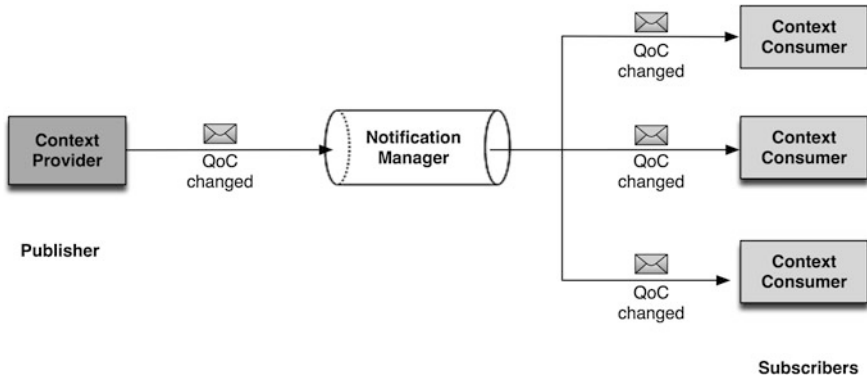 Context
Provider
QoC
changed
Publisher
Notification
Manager
QoC
changed
Context
Consumer
QoC
changed
Context
Consumer
QoC
changed
Context
Consumer
Subscribers